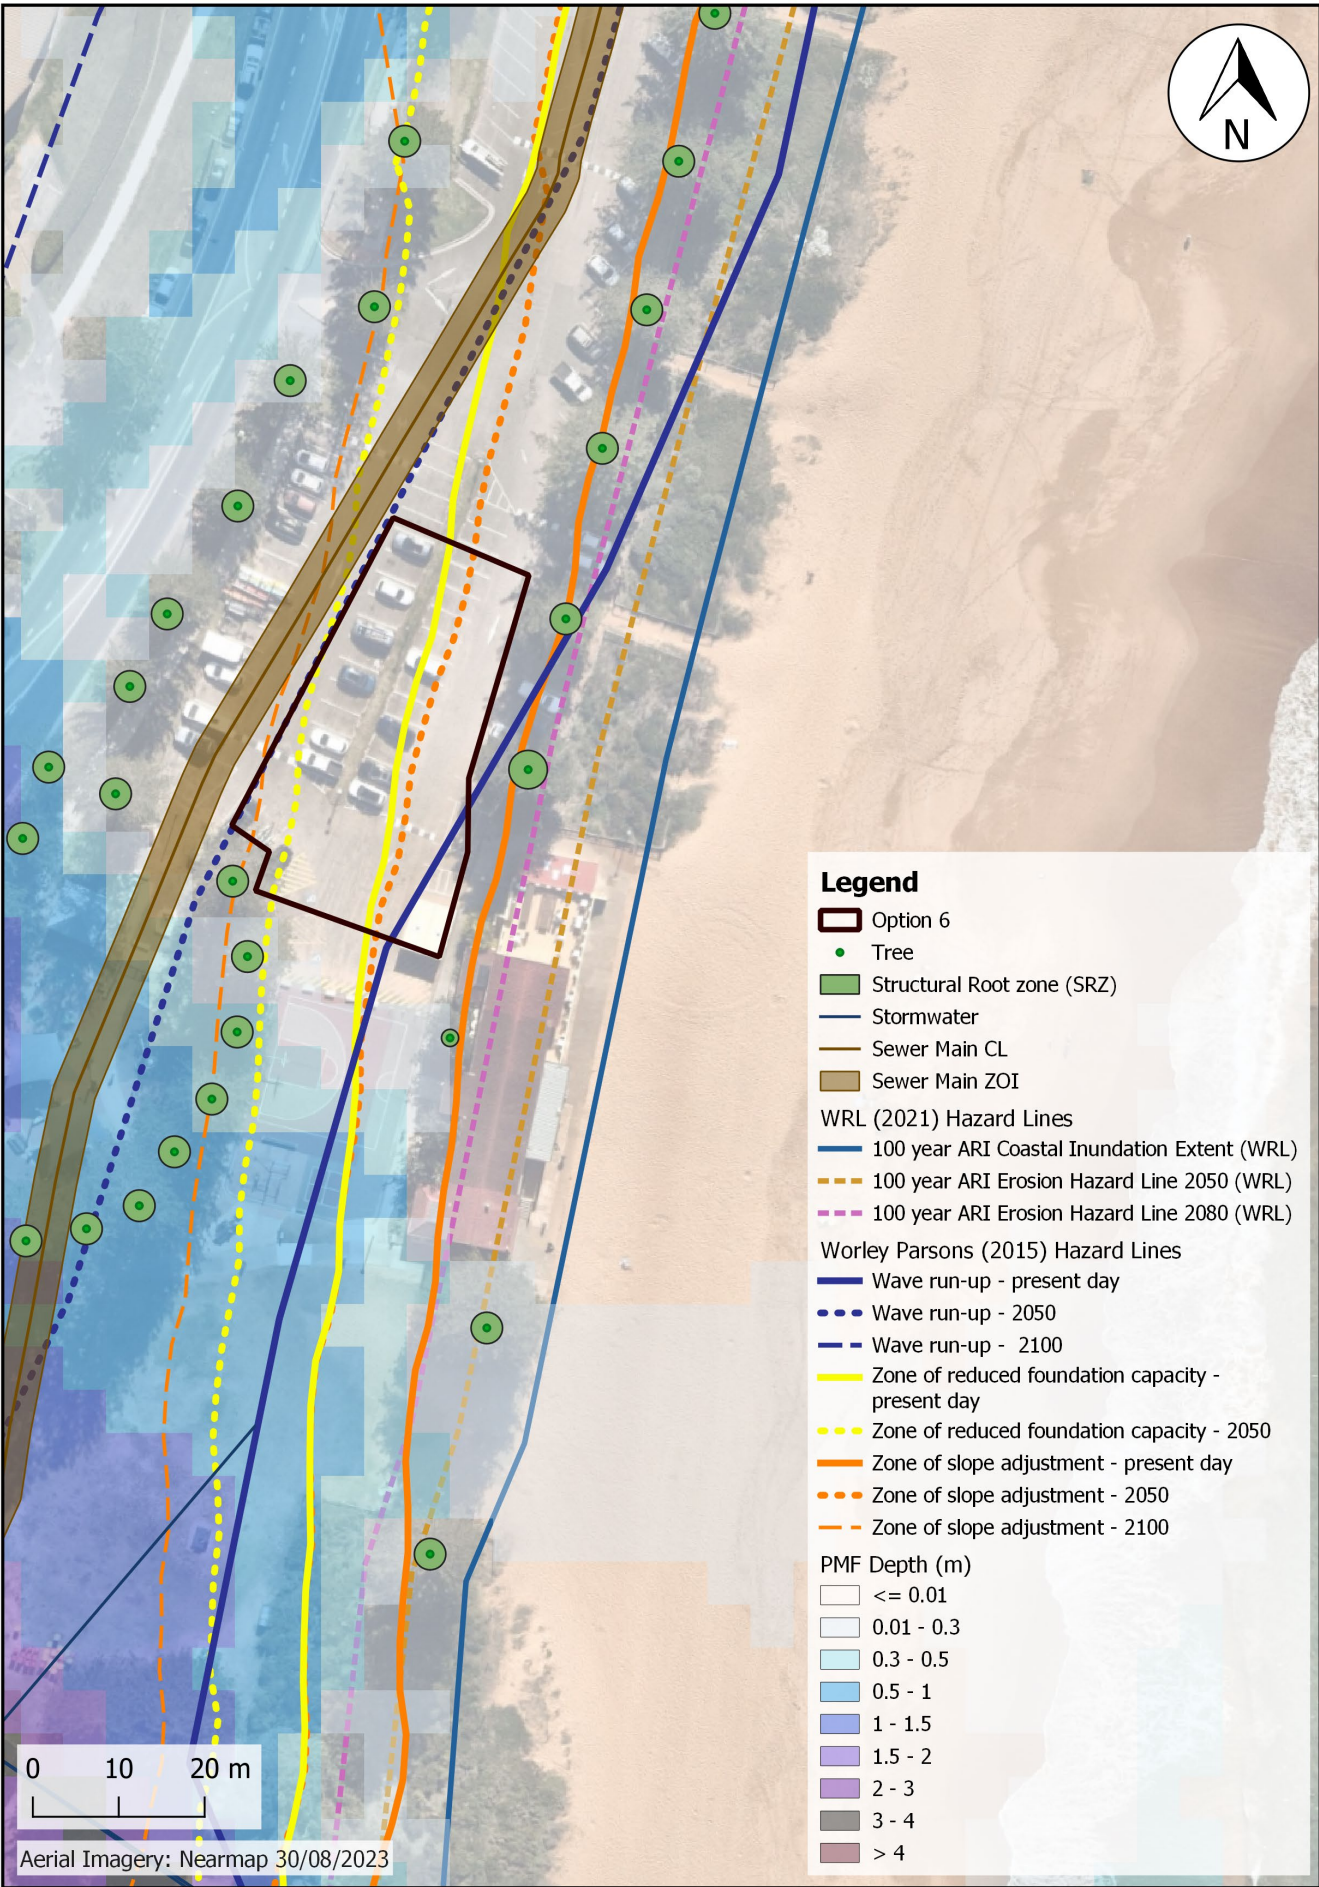 N
Legend
Option 6
Tree
Structural Root zone (SRZ)
Stormwater
Sewer Main CL
Sewer Main ZOI
WRL (2021) Hazard Lines
100 year ARI Coastal Inundation Extent (WRL)
100 year ARI Erosion Hazard Line 2050 (WRL)
100 year ARI Erosion Hazard Line 2080 (WRL)
Worley Parsons (2015) Hazard Lines
Wave run-up - present day
Wave run-up - 2050
Wave run-up - 2100
Zone of reduced foundation capacity -
present day
Zone of reduced foundation capacity - 2050
Zone of slope adjustment - present day
Zone of slope adjustment - 2050
Zone of slope adjustment - 2100
PMF Depth (m)
<= 0.01
0.01 - 0.3
0.3 - 0.5
0.5 - 1
1 - 1.5
1.5 - 2
2 - 3
3 - 4
> 4
0 10 20 m
Aerial Imagery: Nearmap 30/08/2023